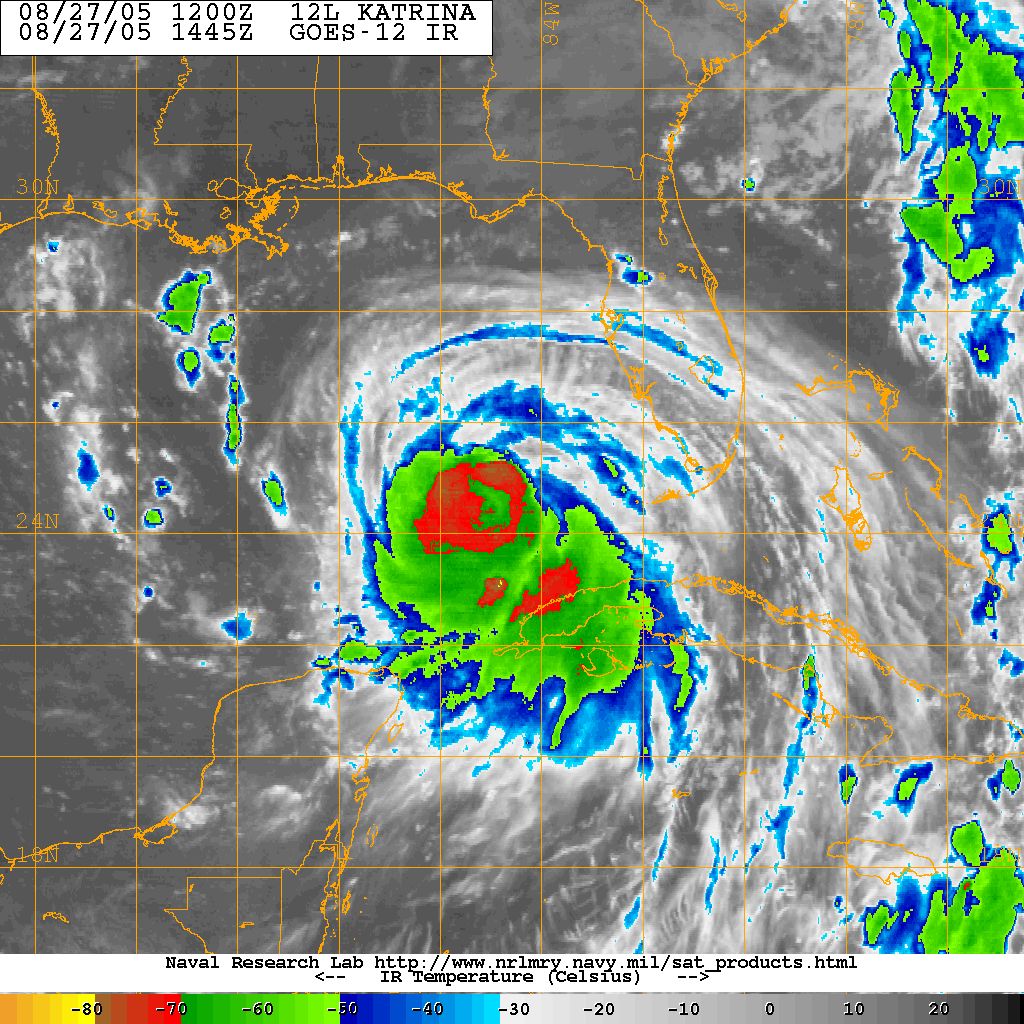 08/27/05 1200Z 12L KATRINA
08/27/05 1445Z GOES-12 IR
84W
30N
30N
24N
18N
Naval Research Lab http://www.nrlmry.navy.mil/sat_products.html
<-- IR Temperature (Celsius) -->
-80 -70 -60 -50 -40 -30 -20 -10 0 10 20